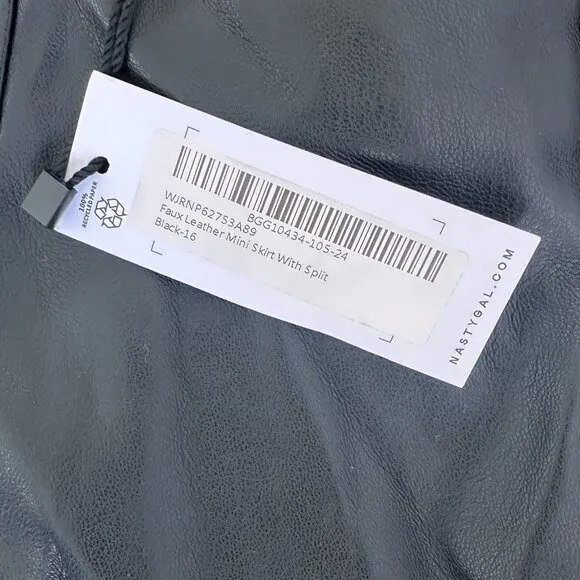 100%
RECYCLED PAPER
WJRNP62753A89
BGG10434-105-24
Faux Leather Mini Skirt With Split
Black-16
NASTYGAL.COM